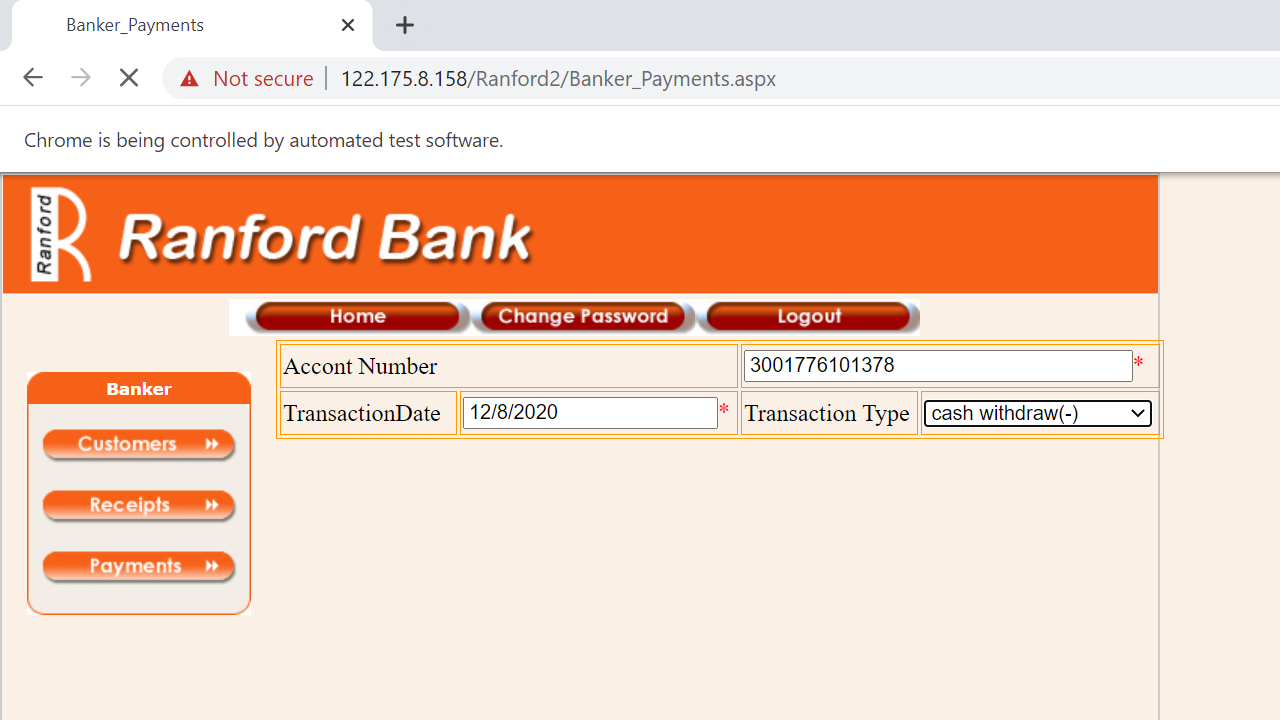 Banker_Payments
Not secure 122.175.8.158/Ranford2/Banker_Payments.aspx
Chrome is being controlled by automated test software.
Ranford
Ranford Bank
Home Change Password Logout
Accont Number 3001776101378 *
Banker
TransactionDate 12/8/2020 * Transaction Type cash withdraw(-)
Customers
Receipts
Payments